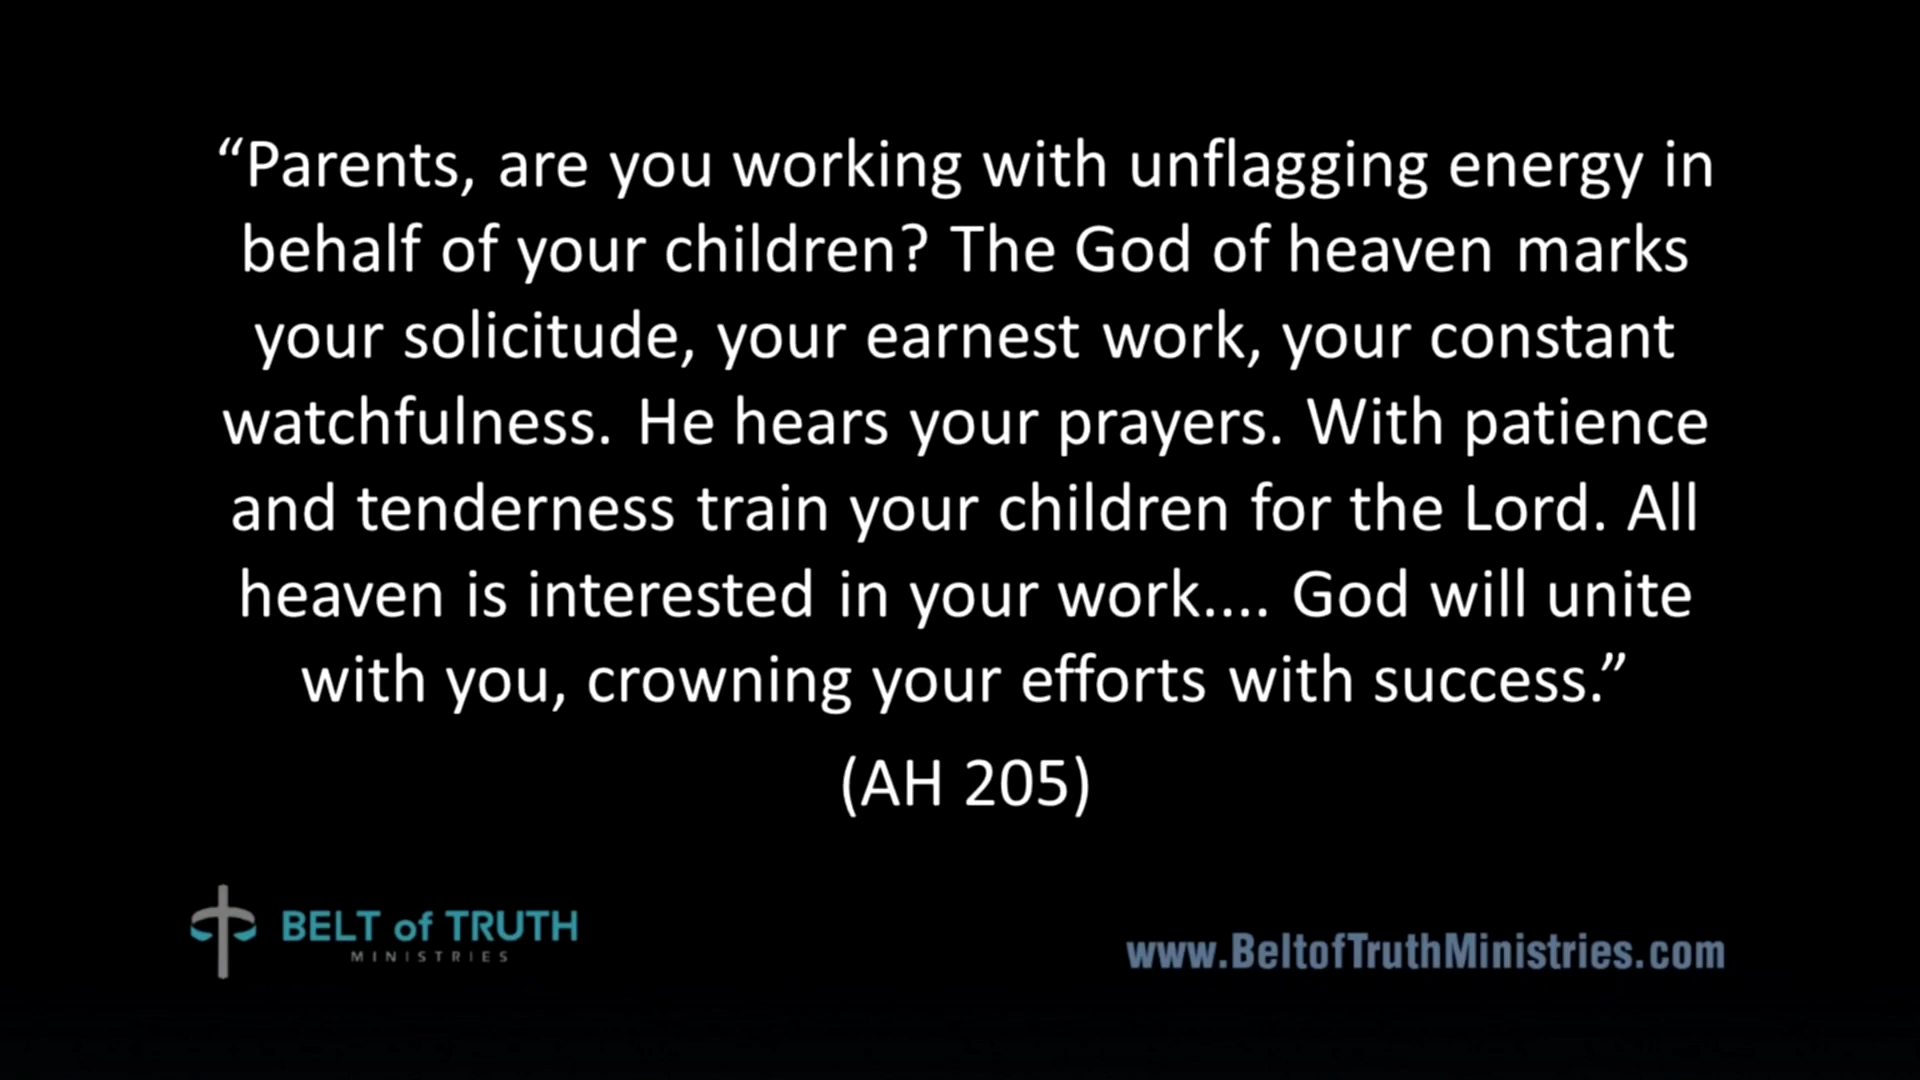 “Parents, are you working with unflagging energy in
behalf of your children? The God of heaven marks
your solicitude, your earnest work, your constant
watchfulness. He hears your prayers. With patience
and tenderness train your children for the Lord. All
heaven is interested in your work.... God will unite
with you, crowning your efforts with success.”
(AH 205)
BELT of TRUTH
MINISTRIES
www.BeltofTruthMinistries.com